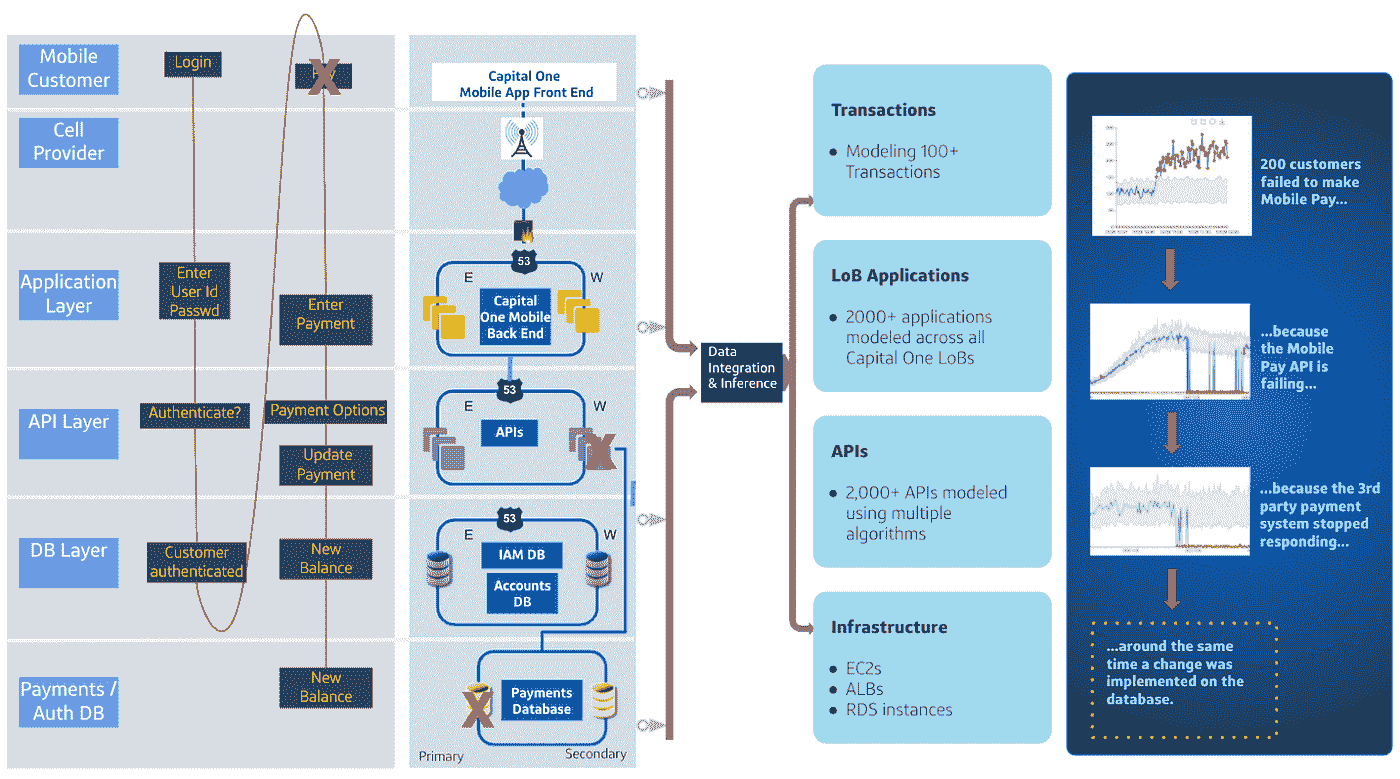 Mobile
Customer
Login
Cell
Provider
Application
Layer
Enter
User Id
Passwd
Enter
Payment
API Layer
Authenticate?
Payment Options
Update
Payment
DB Layer
Customer
authenticated
New
Balance
Payments /
Auth DB
New
Balance
Capital One
Mobile App Front End
53
E
W
Capital
One Mobile
Back End
53
E
W
APIs
53
E
W
IAM DB
Accounts
DB
Payments
Database
Primary
Secondary
Data
Integration
& Inference
Transactions
● Modeling 100+
Transactions
LoB Applications
● 2000+ applications
modeled across all
Capital One LoBs
APIs
● 2,000+ APIs modeled
using multiple
algorithms
Infrastructure
● EC2s
● ALBs
● RDS instances
200 customers
failed to make
Mobile Pay...
...because
the Mobile
Pay API is
failing...
...because the 3rd
party payment
system stopped
responding...
...around the same
time a change was
implemented on the
database.